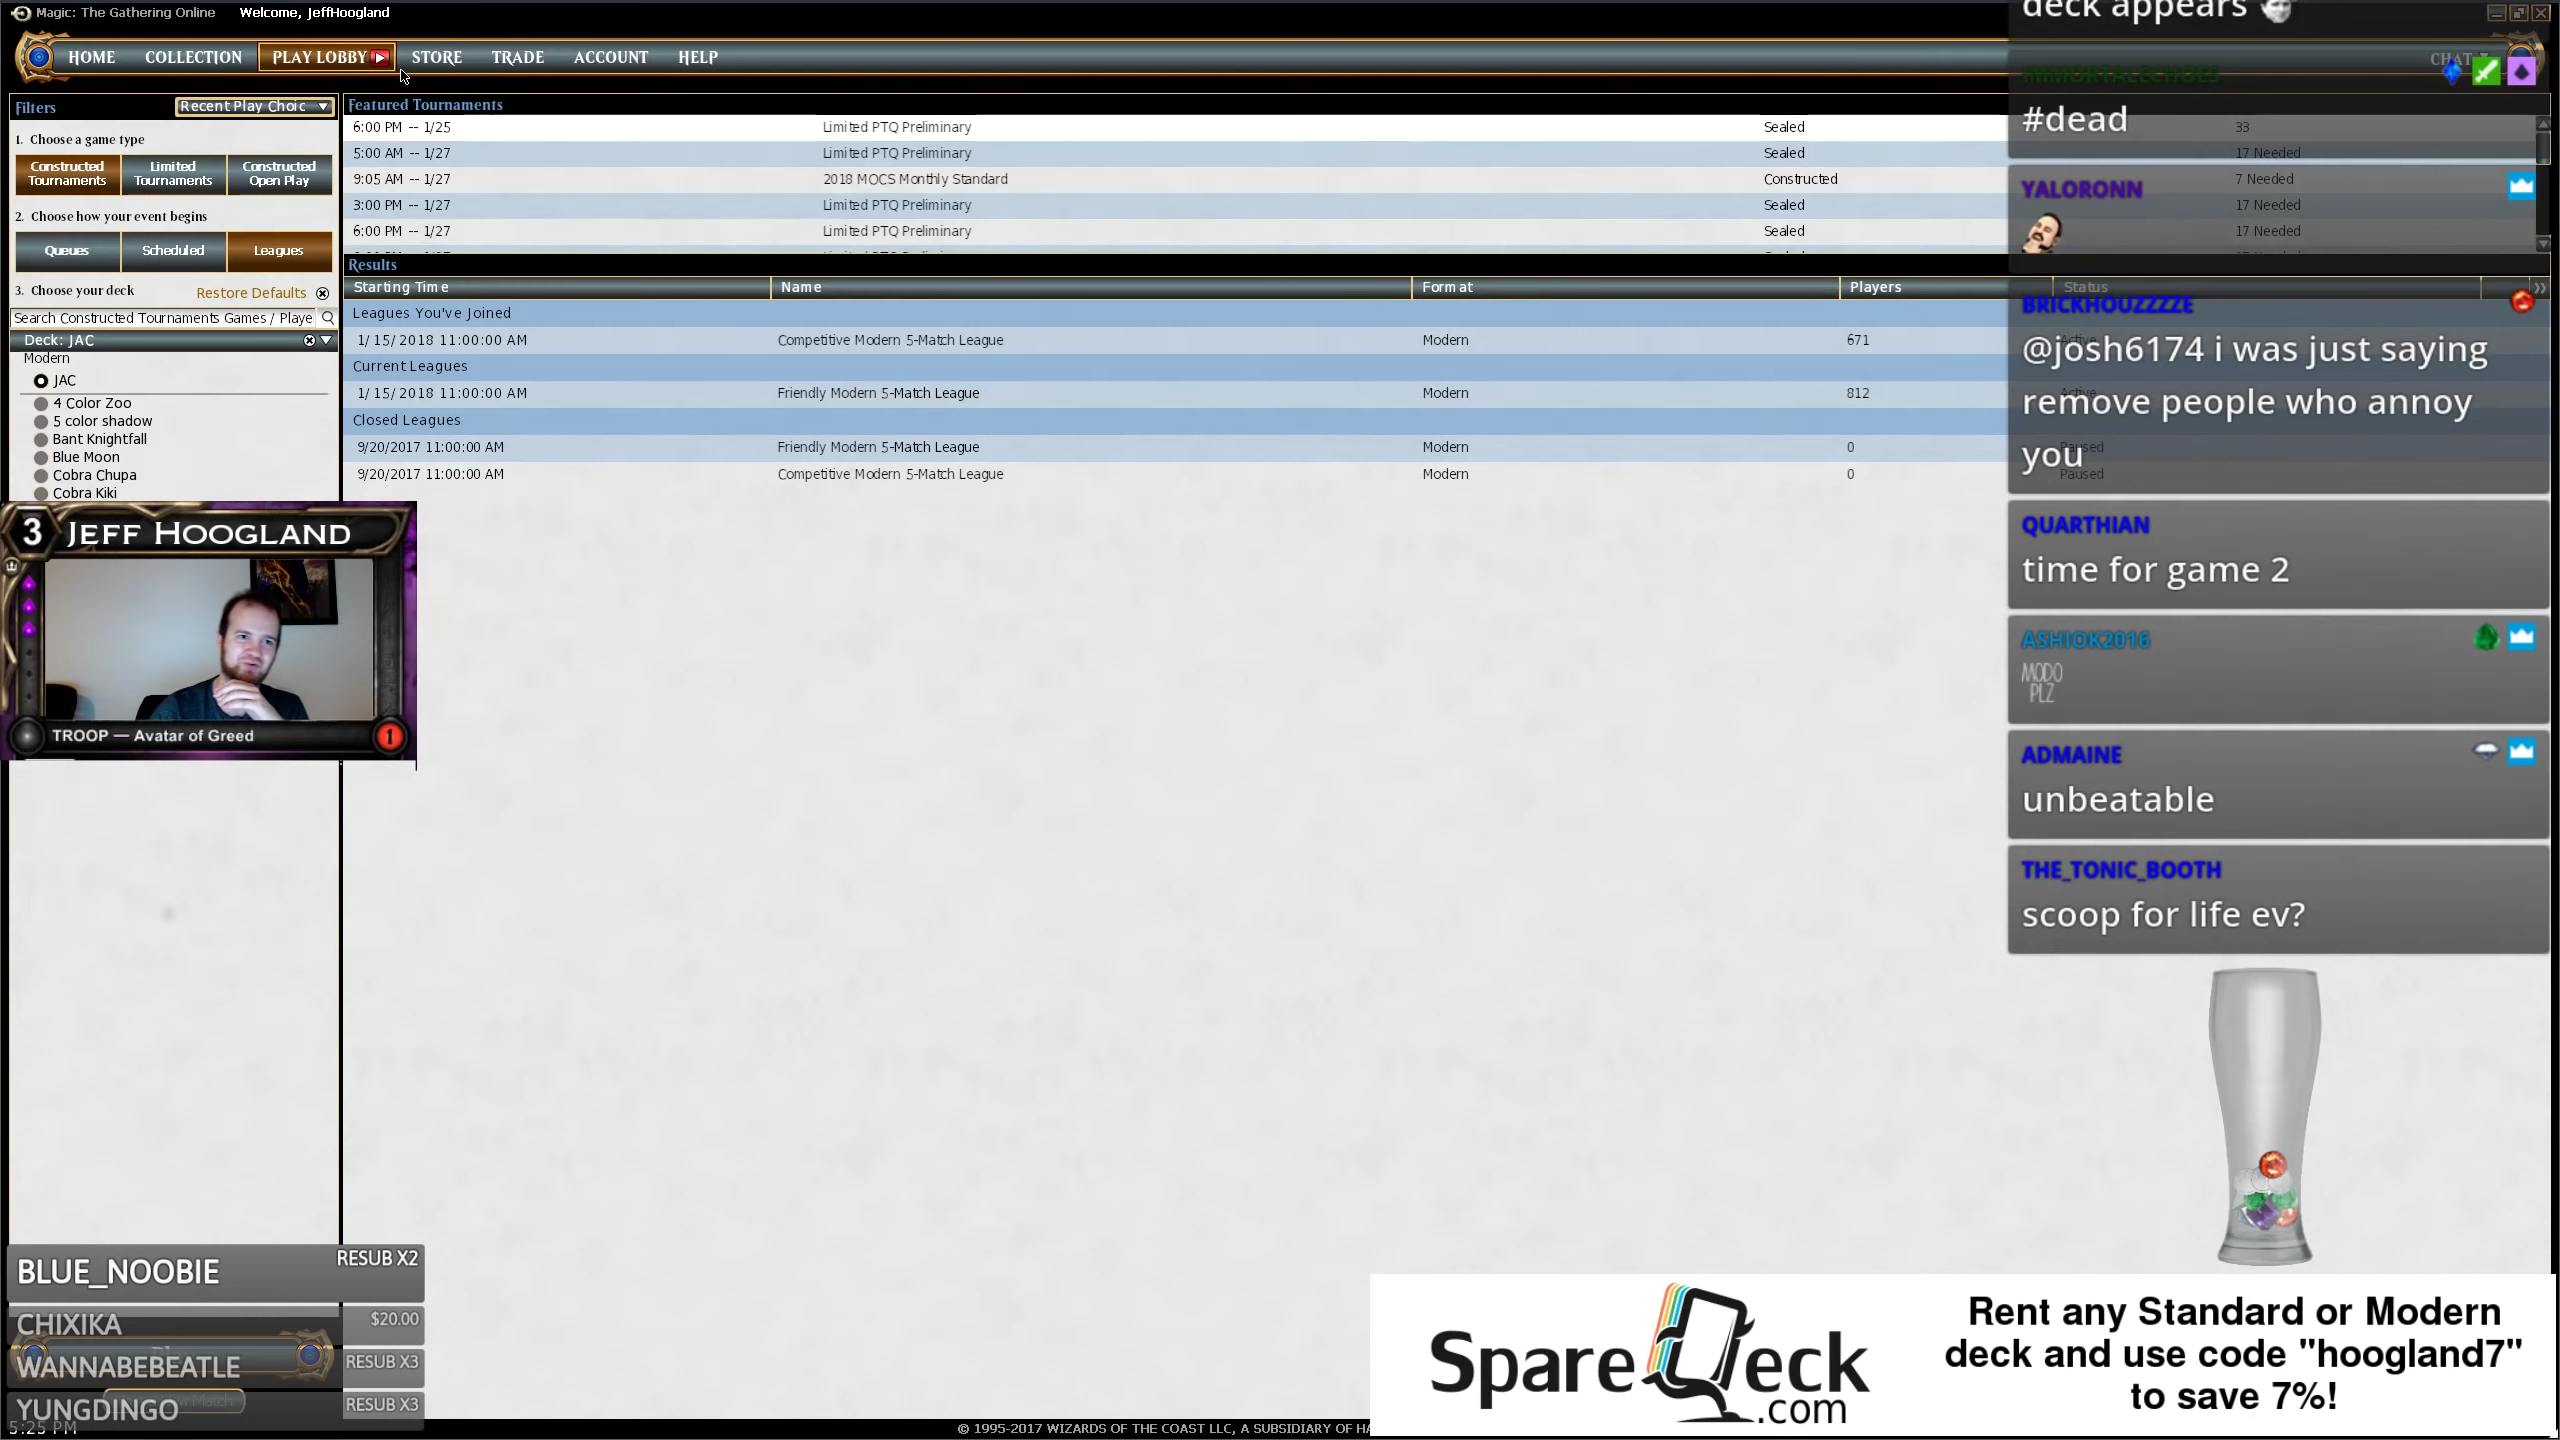 Magic: The Gathering Online Welcome, JeffHoogland
HOME COLLECTION PLAY LOBBY STORE TRADE ACCOUNT HELP
Filters Recent Play Choic
1. Choose a game type
Constructed Tournaments
Limited Tournaments
Constructed Open Play
2. Choose how your event begins
Queues Scheduled Leagues
3. Choose your deck Restore Defaults
Search Constructed Tournaments Games / Playe
Deck: JAC
Modern
JAC
4 Color Zoo
5 color shadow
Bant Knightfall
Blue Moon
Cobra Chupa
Cobra Kiki
Featured Tournaments
6:00 PM -- 1/25 Limited PTQ Preliminary Sealed 33
5:00 AM -- 1/27 Limited PTQ Preliminary Sealed 17 Needed
9:05 AM -- 1/27 2018 MOCS Monthly Standard Constructed 7 Needed
3:00 PM -- 1/27 Limited PTQ Preliminary Sealed 17 Needed
6:00 PM -- 1/27 Limited PTQ Preliminary Sealed 17 Needed
Results
Starting Time Name Format Players Status
Leagues You've Joined
1/15/2018 11:00:00 AM Competitive Modern 5-Match League Modern 671 Active
Current Leagues
1/15/2018 11:00:00 AM Friendly Modern 5-Match League Modern 812 Active
Closed Leagues
9/20/2017 11:00:00 AM Friendly Modern 5-Match League Modern 0 Paused
9/20/2017 11:00:00 AM Competitive Modern 5-Match League Modern 0 Paused
3 JEFF HOOGLAND
TROOP — Avatar of Greed 1
deck appears
IMMORTALECHOES
#dead
YALORONN
BRICKHOUZZZZE
@josh6174 i was just saying
remove people who annoy
you
QUARTHIAN
time for game 2
ASHIOK2016
MODO
PLZ
ADMAINE
unbeatable
THE_TONIC_BOOTH
scoop for life ev?
BLUE_NOOBIE RESUB X2
CHIXIKA $20.00
WANNABEBEATLE RESUB X3
YUNGDINGO RESUB X3
5:25 PM
© 1995-2017 WIZARDS OF THE COAST LLC, A SUBSIDIARY OF HA
SpareDeck
.com
Rent any Standard or Modern
deck and use code "hoogland7"
to save 7%!